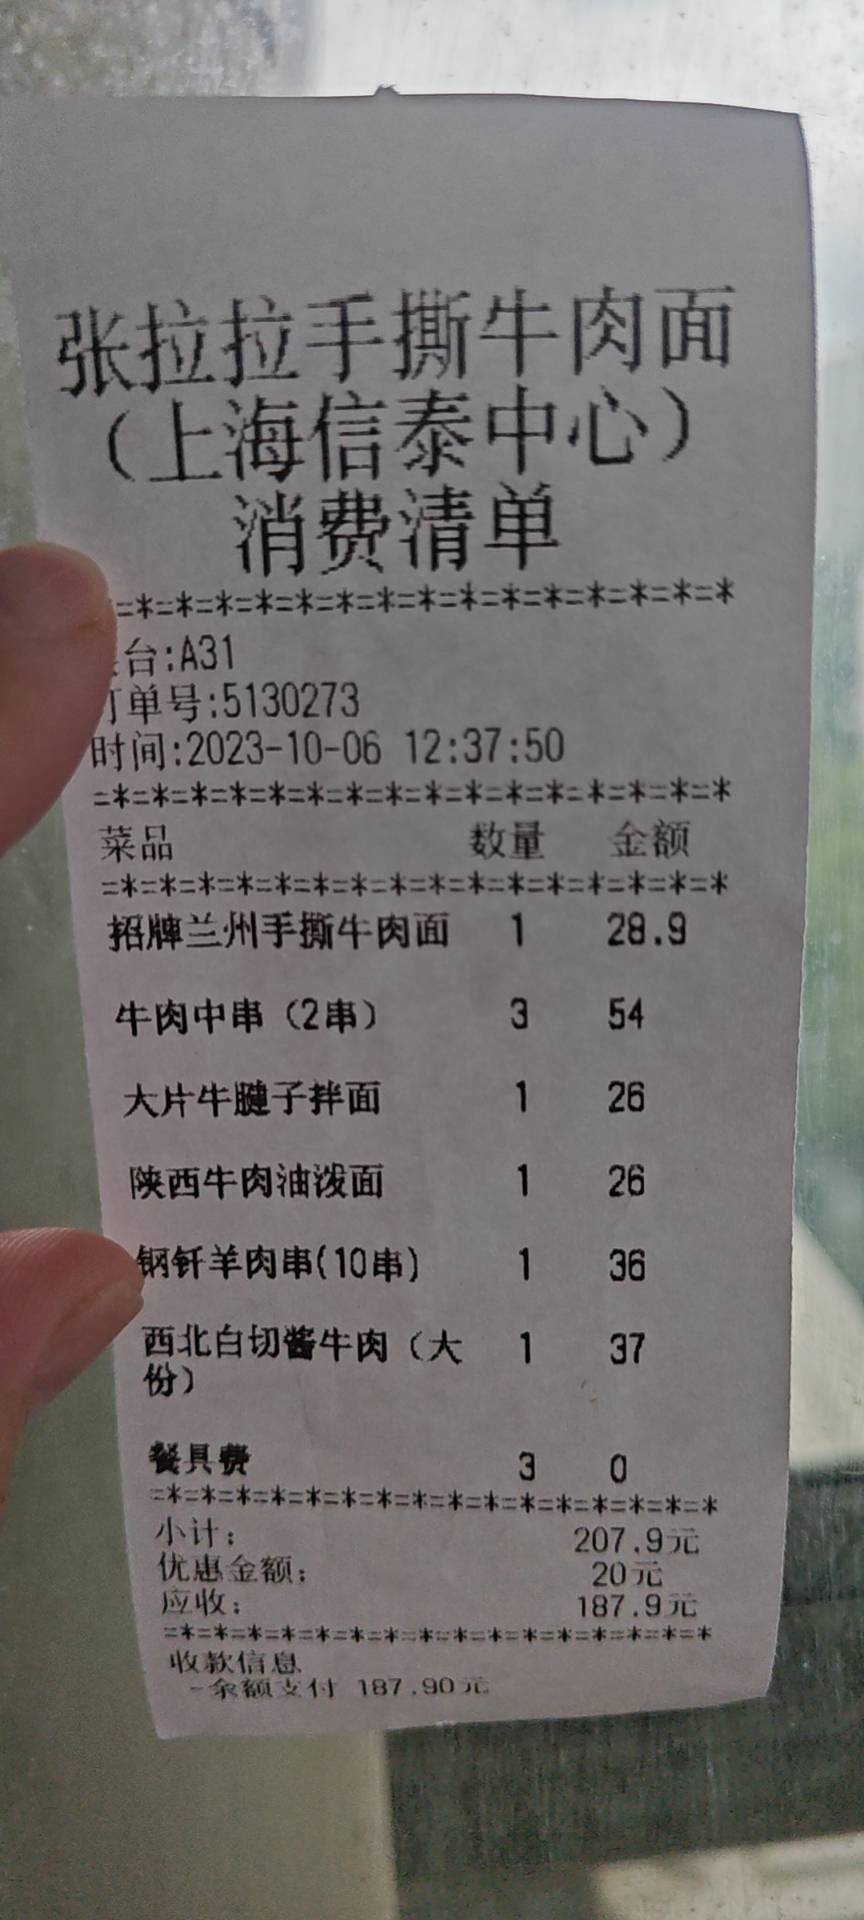 张拉拉手撕牛肉面
（上海信泰中心）
消费清单
=*=*=*=*=*=*=*=*=*=*=*=*=*=*=*
台:A31
订单号:5130273
时间:2023-10-06 12:37:50
=*=*=*=*=*=*=*=*=*=*=*=*=*=*=*=*
菜品 数量 金额
=*=*=*=*=*=*=*=*=*=*=*=*=*=*=*=*
招牌兰州手撕牛肉面 1 28.9
牛肉中串（2串） 3 54
大片牛腱子拌面 1 26
陕西牛肉油泼面 1 26
钢钎羊肉串(10串) 1 36
西北白切酱牛肉（大 1 37
份）
餐具费 3 0
=*=*=*=*=*=*=*=*=*=*=*=*=*=*=*=*
小计： 207.9元
优惠金额： 20元
应收： 187.9元
=*=*=*=*=*=*=*=*=*=*=*=*=*=*=*=*
收款信息
-余额支付 187.90元